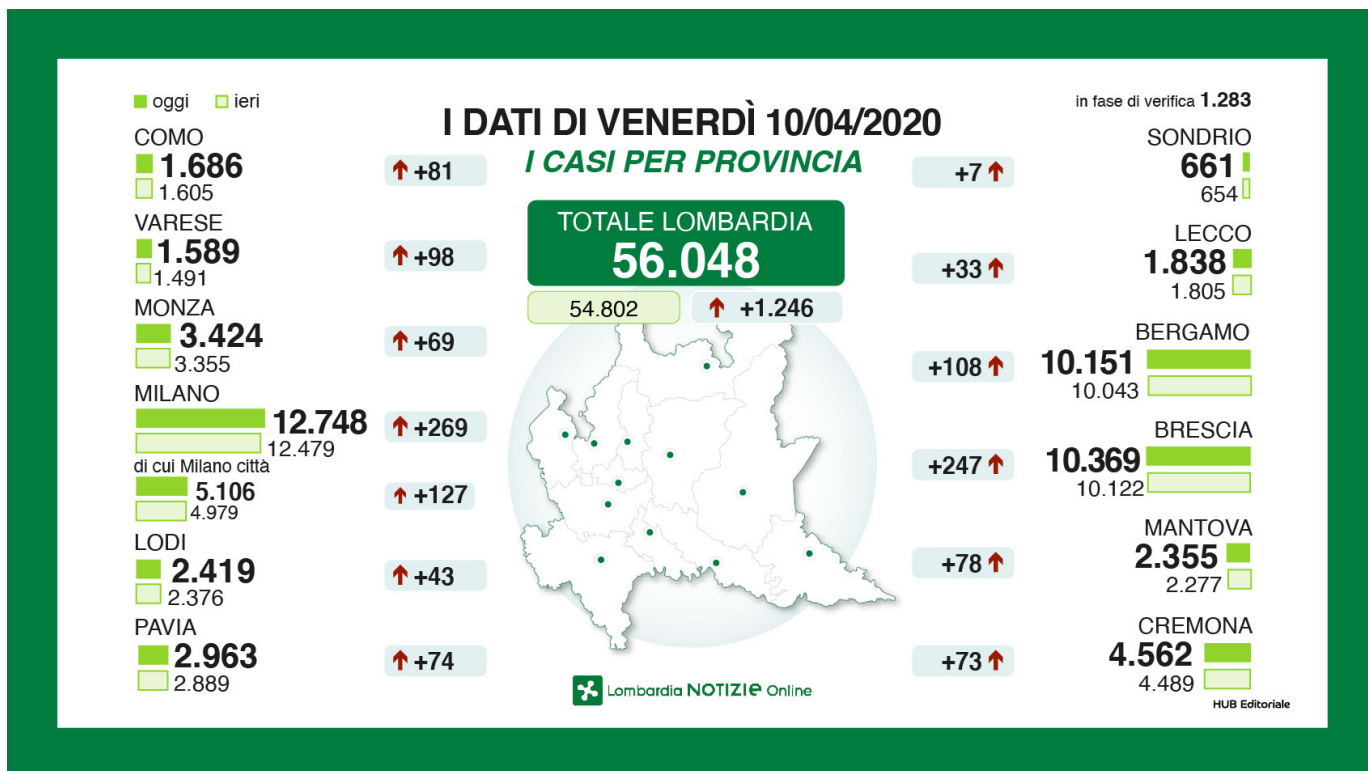 oggi ieri
I DATI DI VENERDÌ 10/04/2020
I CASI PER PROVINCIA
in fase di verifica 1.283
TOTALE LOMBARDIA
56.048
54.802
+1.246
COMO
1.686
1.605
+81
VARESE
1.589
1.491
+98
MONZA
3.424
3.355
+69
MILANO
12.748
12.479
+269
di cui Milano città
5.106
4.979
+127
LODI
2.419
2.376
+43
PAVIA
2.963
2.889
+74
SONDRIO
+7
661
654
LECCO
+33
1.838
1.805
BERGAMO
+108
10.151
10.043
BRESCIA
+247
10.369
10.122
MANTOVA
+78
2.355
2.277
CREMONA
+73
4.562
4.489
Lombardia NOTIZIE Online
HUB Editoriale